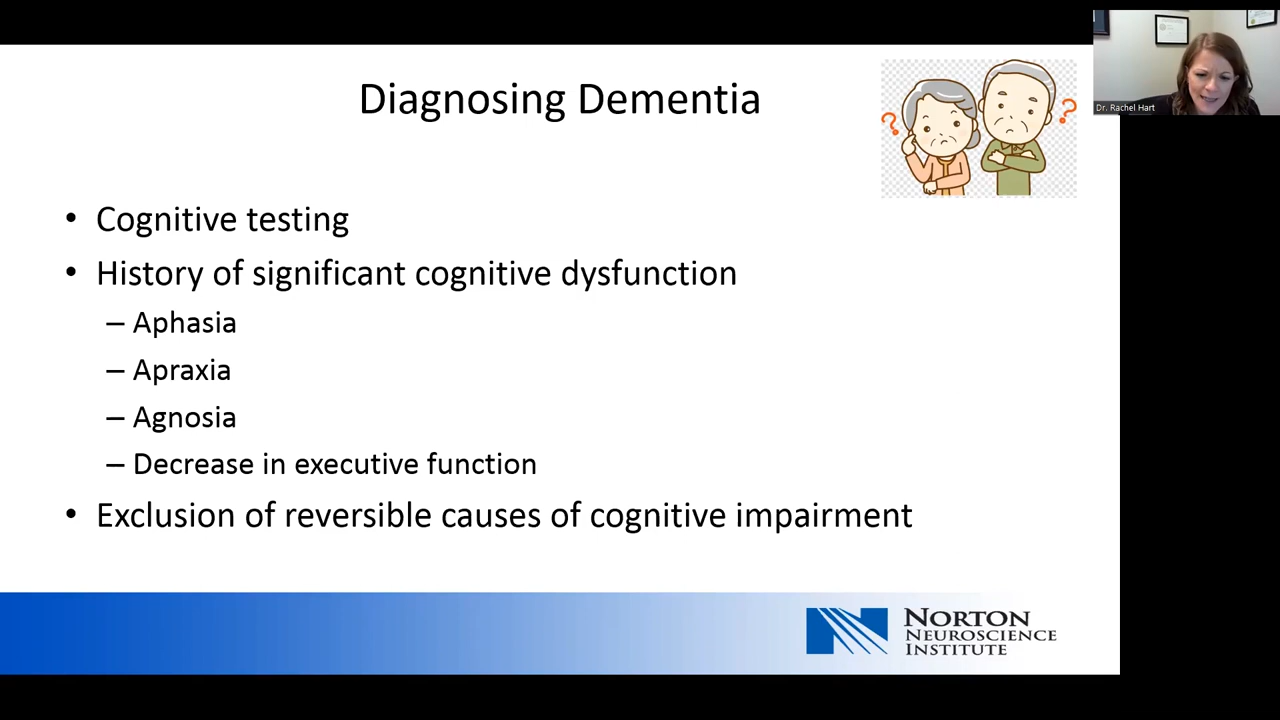 Diagnosing Dementia
? ?
Dr. Rachel Hart
• Cognitive testing
• History of significant cognitive dysfunction
– Aphasia
– Apraxia
– Agnosia
– Decrease in executive function
• Exclusion of reversible causes of cognitive impairment
NORTON
NEUROSCIENCE
INSTITUTE